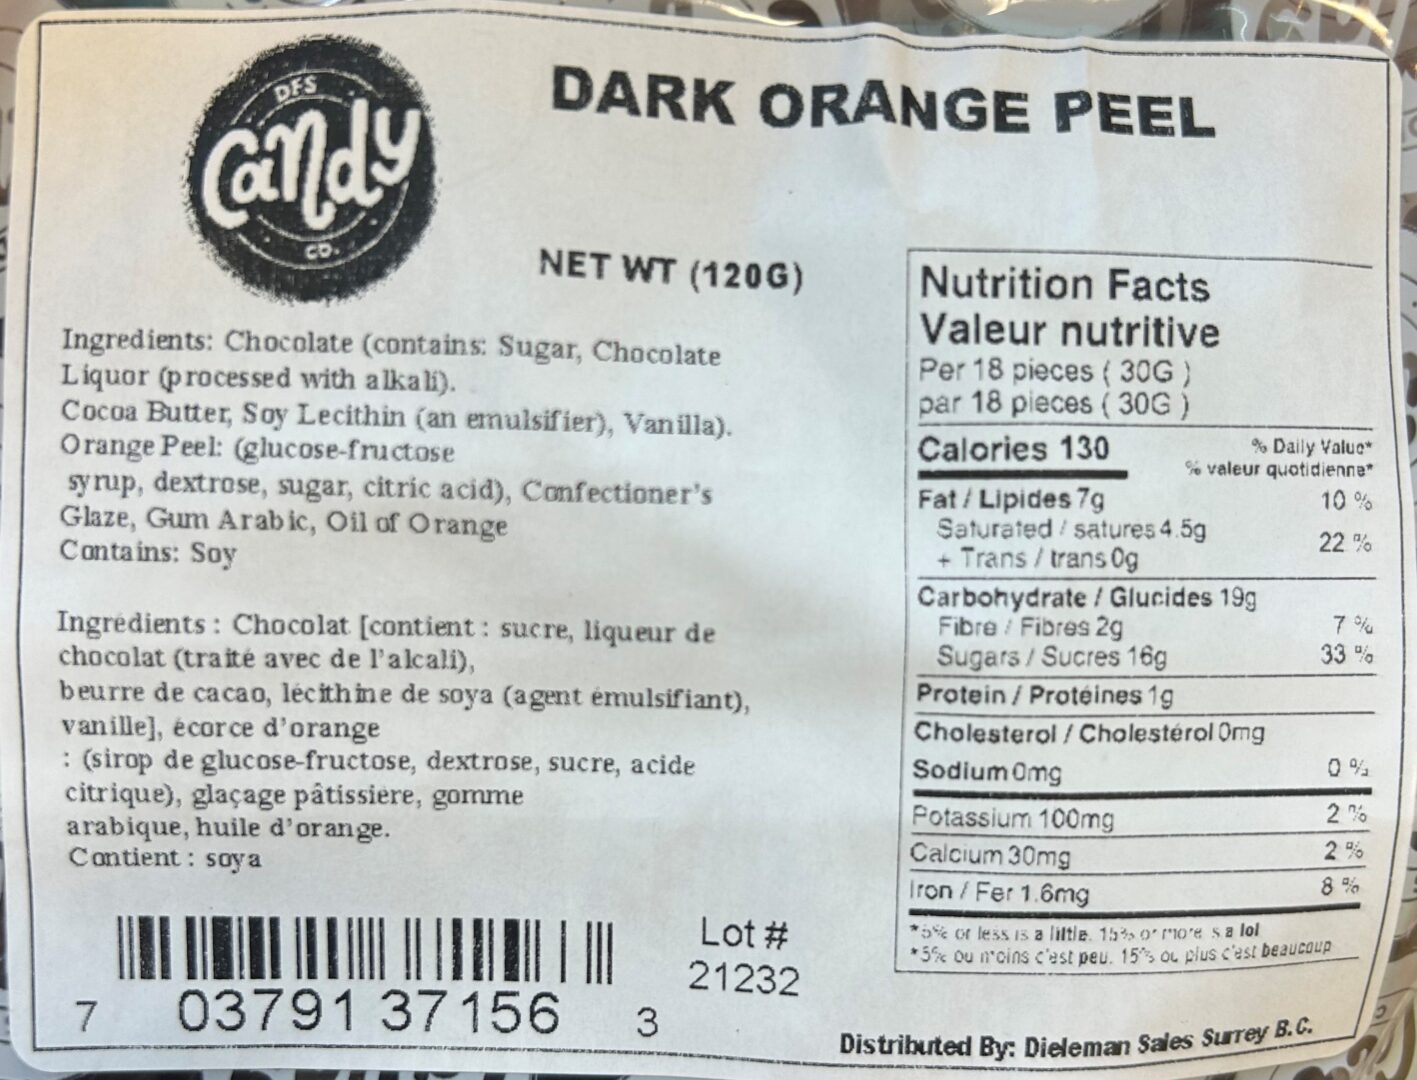 DFS
Candy
CO.
DARK ORANGE PEEL
NET WT (120G)
Ingredients: Chocolate (contains: Sugar, Chocolate
Liquor (processed with alkali).
Cocoa Butter, Soy Lecithin (an emulsifier), Vanilla).
Orange Peel: (glucose-fructose
syrup, dextrose, sugar, citric acid), Confectioner's
Glaze, Gum Arabic, Oil of Orange
Contains: Soy
Ingrédients : Chocolat [contient : sucre, liqueur de
chocolat (traité avec de l'alcali),
beurre de cacao, lécithine de soya (agent émulsifiant),
vanille], écorce d'orange
: (sirop de glucose-fructose, dextrose, sucre, acide
citrique), glaçage pâtissière, gomme
arabique, huile d'orange.
Contient : soya
7 03791 37156 3
Lot #
21232
Nutrition Facts
Valeur nutritive
Per 18 pieces ( 30G )
par 18 pieces ( 30G )
Calories 130
% Daily Value*
% valeur quotidienne*
Fat / Lipides 7g 10 %
Saturated / satures 4.5g
+ Trans / trans 0g 22 %
Carbohydrate / Glucides 19g
Fibre / Fibres 2g 7 %
Sugars / Sucres 16g 33 %
Protein / Protéines 1g
Cholesterol / Cholestérol 0mg
Sodium 0mg 0 %
Potassium 100mg 2 %
Calcium 30mg 2 %
Iron / Fer 1.6mg 8 %
*5% or less is a little. 15% or more is a lot
*5% ou moins c'est peu. 15% ou plus c'est beaucoup
Distributed By: Dieleman Sales Surrey B.C.